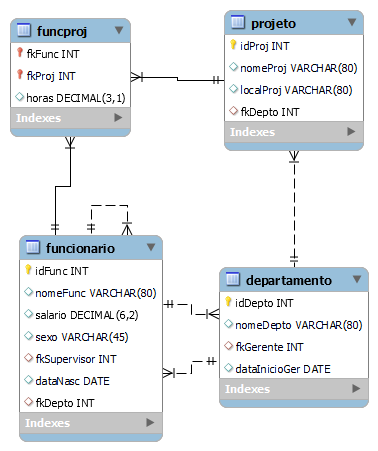 funcproj
fkFunc INT
fkProj INT
horas DECIMAL(3,1)
Indexes
projeto
idProj INT
nomeProj VARCHAR(80)
localProj VARCHAR(80)
fkDepto INT
Indexes
funcionario
idFunc INT
nomeFunc VARCHAR(80)
salario DECIMAL(6,2)
sexo VARCHAR(45)
fkSupervisor INT
dataNasc DATE
fkDepto INT
Indexes
departamento
idDepto INT
nomeDepto VARCHAR(80)
fkGerente INT
dataInicioGer DATE
Indexes